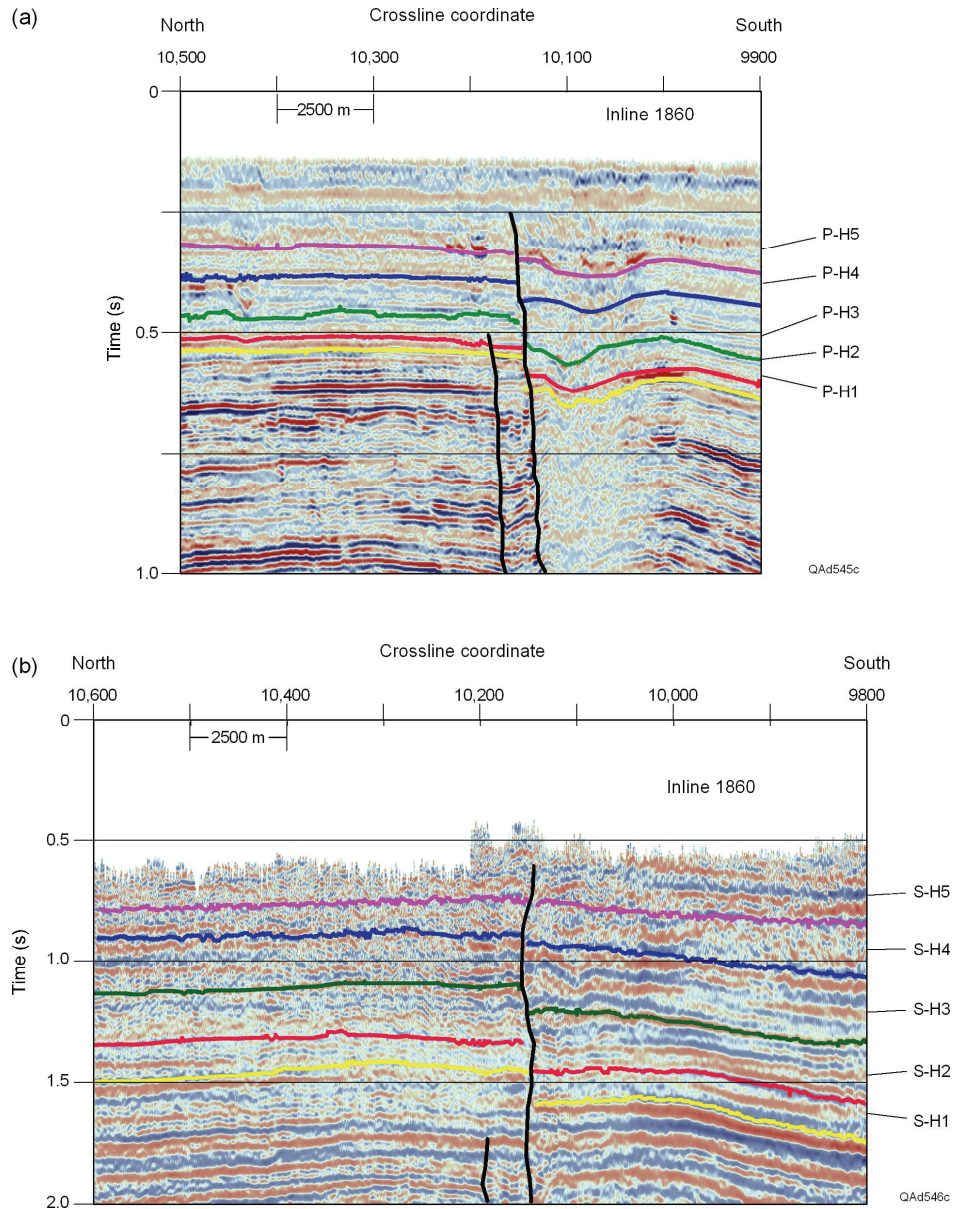 (a)
Crossline coordinate
North South
10,500 10,300 10,100 9900
0
2500 m
Inline 1860
P-H5
P-H4
P-H3
P-H2
P-H1
Time (s)
0.5
1.0
QAd545c
(b)
Crossline coordinate
North South
10,600 10,400 10,200 10,000 9800
0
2500 m
Inline 1860
0.5
S-H5
S-H4
Time (s)
1.0
S-H3
S-H2
1.5
S-H1
2.0
QAd546c